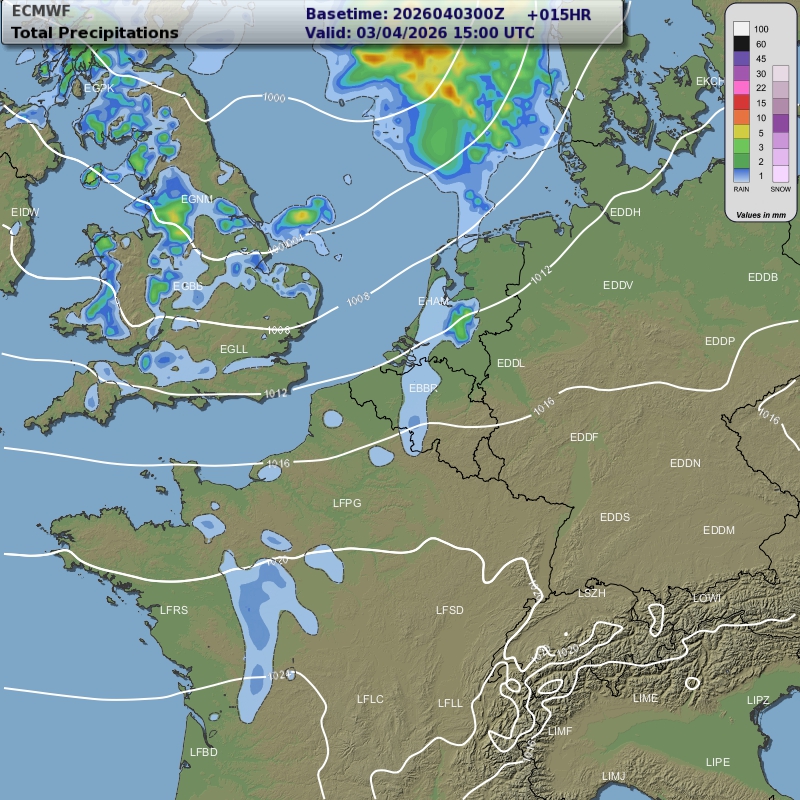 ECMWF
Basetime: 2026040300Z +015HR
Total Precipitations
Valid: 03/04/2026 15:00 UTC
100
60
45
30
22
15
10
5
3
2
1
RAIN SNOW
Values in mm
EGPK
1000
EIDW
EGNM
EDDH
1008
1012
EHAM
EDDV
EDDB
EGBB
1008
EGLL
EDDP
EDDL
1012
EBBR
1016
1016
EDDF
1016
EDDN
LFPG
EDDS
EDDM
1020
LFRS
LFSD
LSZH
LOWI
1020
1024
LFLC
LFLL
LIME
LIPZ
LIMF
LFBD
LIPE
LIMJ